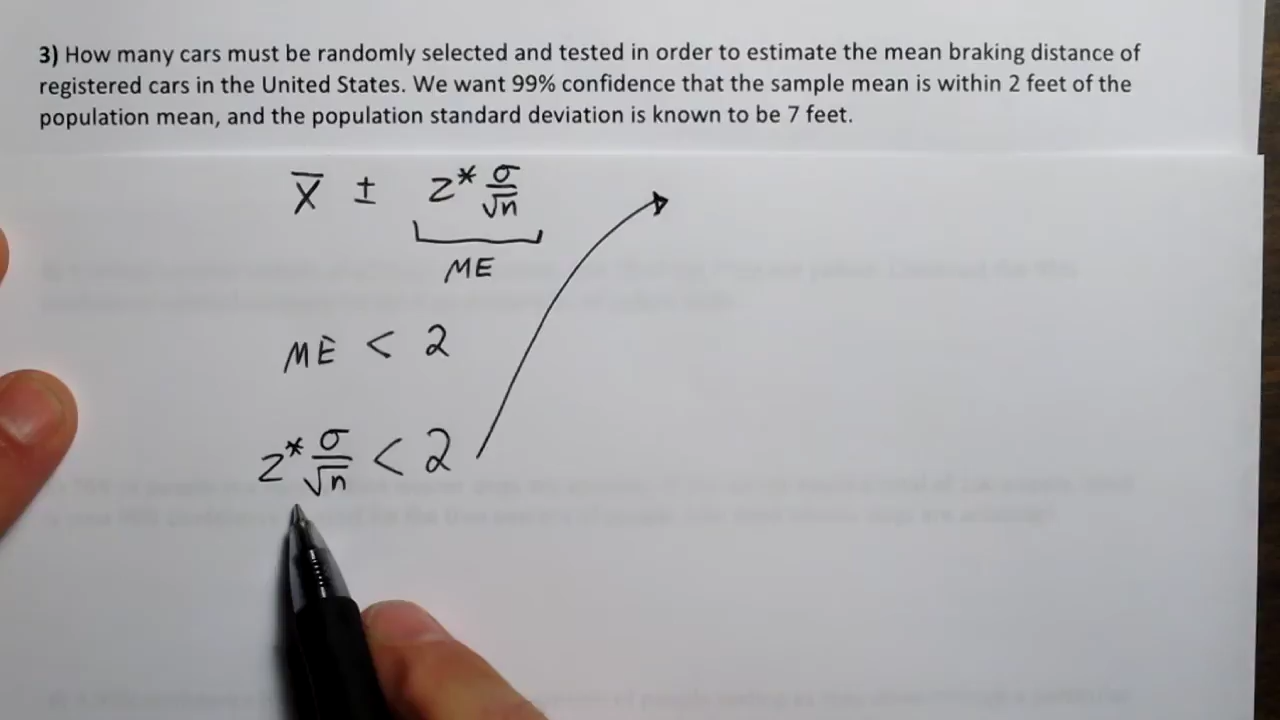 3) How many cars must be randomly selected and tested in order to estimate the mean braking distance of
registered cars in the United States. We want 99% confidence that the sample mean is within 2 feet of the
population mean, and the population standard deviation is known to be 7 feet.
x̄ ± z* σ/√n
ME
ME < 2
z* σ/√n < 2